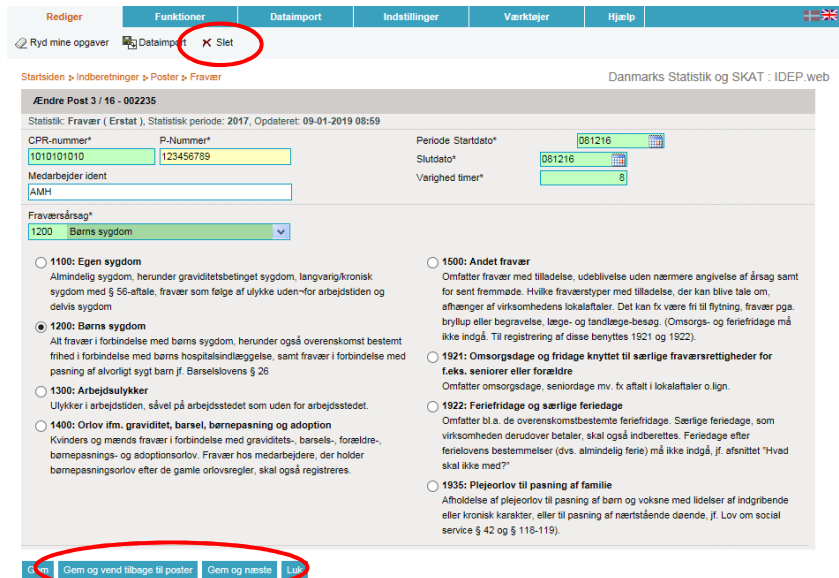 Rediger Funktioner Dataimport Indstillinger Værktøjer Hjælp
Ryd mine opgaver Dataimport Slet
Startsiden Indberetninger Poster Fravær Danmarks Statistik og SKAT : IDEP.web
Ændre Post 3 / 16 - 002235
Statistik: Fravær ( Erstat ), Statistisk periode: 2017, Opdateret: 09-01-2019 08:59
CPR-nummer* P-Nummer* Periode Startdato* 081216
1010101010 123456789 Slutdato* 081216
Medarbejder ident Varighed timer* 8
AMH
Fraværsårsag*
1200 Børns sygdom
1100: Egen sygdom
Almindelig sygdom, herunder graviditetsbetinget sygdom, langvarig/kronisk
sygdom med § 56-aftale, fravær som følge af ulykke uden¬for arbejdstiden og
delvis sygdom
1200: Børns sygdom
Alt fravær i forbindelse med børns sygdom, herunder også overenskomst bestemt
frihed i forbindelse med børns hospitalsindlæggelse, samt fravær i forbindelse med
pasning af alvorligt sygt barn jf. Barselslovens § 26
1300: Arbejdsulykker
Ulykker i arbejdstiden, såvel på arbejdsstedet som uden for arbejdsstedet.
1400: Orlov ifm. graviditet, barsel, børnepasning og adoption
Kvinders og mænds fravær i forbindelse med graviditets-, barsels-, forældre-,
børnepasnings- og adoptionsorlov. Fravær hos medarbejdere, der holder
børnepasningsorlov efter de gamle orlovsregler, skal også registreres.
1500: Andet fravær
Omfatter fravær med tilladelse, udeblivelse uden nærmere angivelse af årsag samt
for sent fremmøde. Hvilke fraværstyper med tilladelse, der kan blive tale om,
afhænger af virksomhedens lokalaftaler. Det kan fx være fri til flytning, fravær pga.
bryllup eller begravelse, læge- og tandlæge-besøg. (Omsorgs- og feriefridage må
ikke indgå. Til registrering af disse benyttes 1921 og 1922).
1921: Omsorgsdage og fridage knyttet til særlige fraværsrettigheder for
f.eks. seniorer eller forældre
Omfatter omsorgsdage, seniordage mv. fx aftalt i lokalaftaler o.lign.
1922: Feriefridage og særlige feriedage
Omfatter bl.a. de overenskomstbestemte feriefridage. Særlige feriedage, som
virksomheden derudover betaler, skal også indberettes. Feriedage efter
ferielovens bestemmelser (dvs. almindelig ferie) må ikke indgå, jf. afsnittet "Hvad
skal ikke med?"
1935: Plejeorlov til pasning af familie
Afholdelse af plejeorlov til pasning af børn og voksne med lidelser af indgribende
eller kronisk karakter, eller til pasning af nærtstående døende, jf. Lov om social
service § 42 og § 118-119).
Gem Gem og vend tilbage til poster Gem og næste Luk